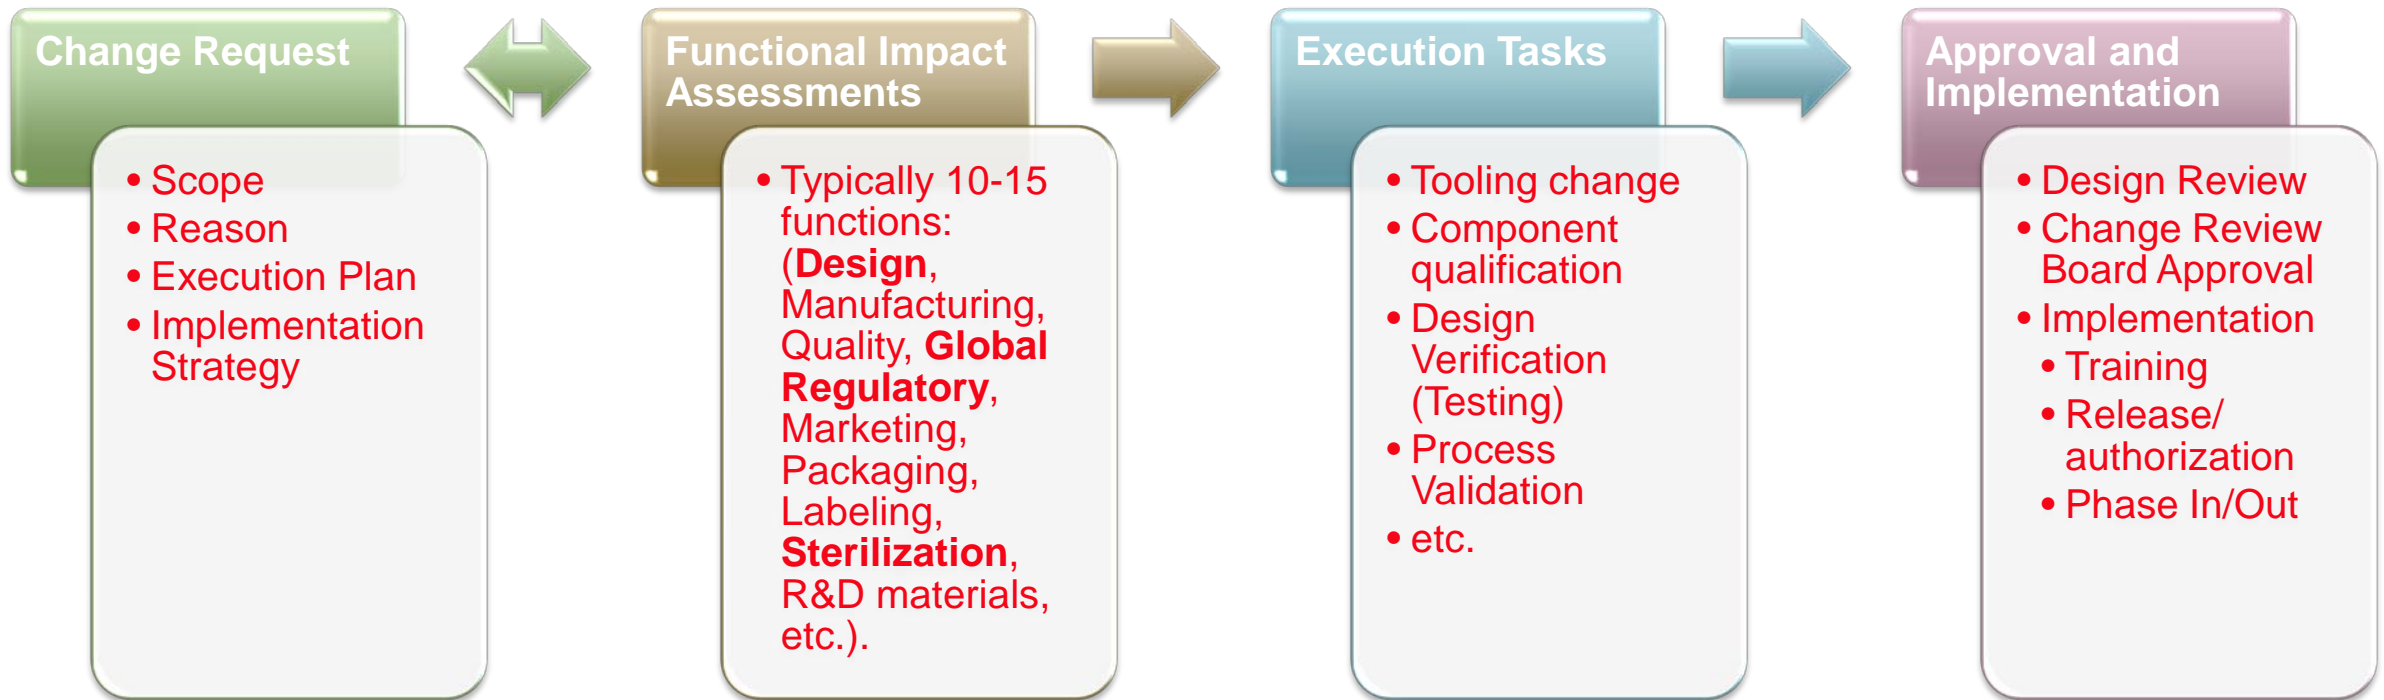 Change Request
• Scope
• Reason
• Execution Plan
• Implementation
Strategy
Functional Impact
Assessments
• Typically 10-15
functions:
(Design,
Manufacturing,
Quality, Global
Regulatory,
Marketing,
Packaging,
Labeling,
Sterilization,
R&D materials,
etc.).
Execution Tasks
• Tooling change
• Component
qualification
• Design
Verification
(Testing)
• Process
Validation
• etc.
Approval and
Implementation
• Design Review
• Change Review
Board Approval
• Implementation
• Training
• Release/
authorization
• Phase In/Out